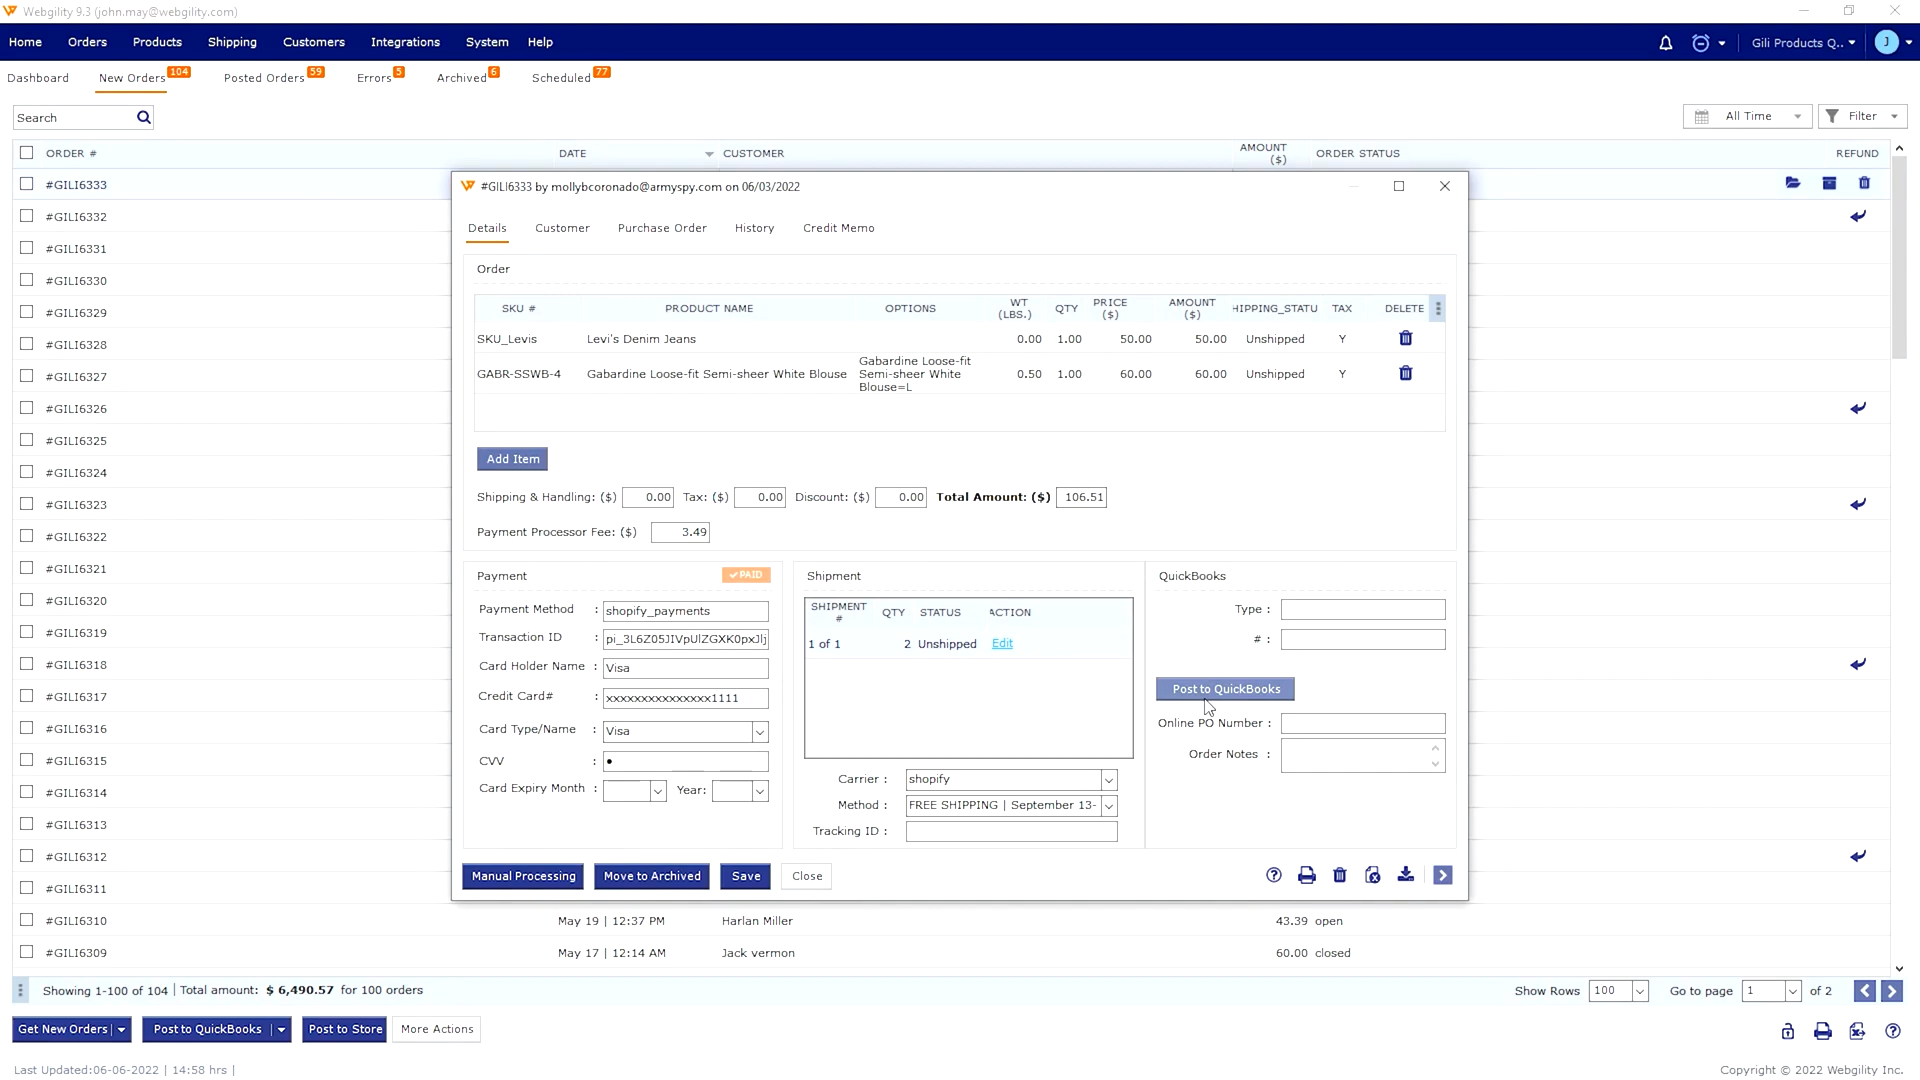 Webgility 9.3 (john.may@webgility.com)
Home Orders Products Shipping Customers Integrations System Help Gili Products Q.. J
Dashboard New Orders 104 Posted Orders 59 Errors 5 Archived 6 Scheduled 77
Search All Time Filter
ORDER # DATE CUSTOMER AMOUNT ($) ORDER STATUS REFUND
#GILI6333
#GILI6332
#GILI6331
#GILI6330
#GILI6329
#GILI6328
#GILI6327
#GILI6326
#GILI6325
#GILI6324
#GILI6323
#GILI6322
#GILI6321
#GILI6320
#GILI6319
#GILI6318
#GILI6317
#GILI6316
#GILI6315
#GILI6314
#GILI6313
#GILI6312
#GILI6311
#GILI6310 May 19 | 12:37 PM Harlan Miller 43.39 open
#GILI6309 May 17 | 12:14 AM Jack vermon 60.00 closed
#GILI6333 by mollybcoronado@armyspy.com on 06/03/2022
Details Customer Purchase Order History Credit Memo
Order
SKU # PRODUCT NAME OPTIONS WT (LBS.) QTY PRICE ($) AMOUNT ($) HIPPING_STATU TAX DELETE
SKU_Levis Levi's Denim Jeans 0.00 1.00 50.00 50.00 Unshipped Y
GABR-SSWB-4 Gabardine Loose-fit Semi-sheer White Blouse Gabardine Loose-fit Semi-sheer White Blouse=L 0.50 1.00 60.00 60.00 Unshipped Y
Add Item
Shipping & Handling: ($) 0.00 Tax: ($) 0.00 Discount: ($) 0.00 Total Amount: ($) 106.51
Payment Processor Fee: ($) 3.49
Payment PAID
Payment Method : shopify_payments
Transaction ID : pi_3L6Z05JIVpUlZGXK0pxJlj
Card Holder Name : Visa
Credit Card# : xxxxxxxxxxxxxxx1111
Card Type/Name : Visa
CVV : •
Card Expiry Month : Year:
Shipment
SHIPMENT # QTY STATUS ACTION
1 of 1 2 Unshipped Edit
Carrier : shopify
Method : FREE SHIPPING | September 13-
Tracking ID :
QuickBooks
Type :
# :
Post to QuickBooks
Online PO Number :
Order Notes :
Manual Processing Move to Archived Save Close
Showing 1-100 of 104 | Total amount: $ 6,490.57 for 100 orders Show Rows 100 Go to page 1 of 2
Get New Orders Post to QuickBooks Post to Store More Actions
Last Updated:06-06-2022 | 14:58 hrs | Copyright © 2022 Webgility Inc.